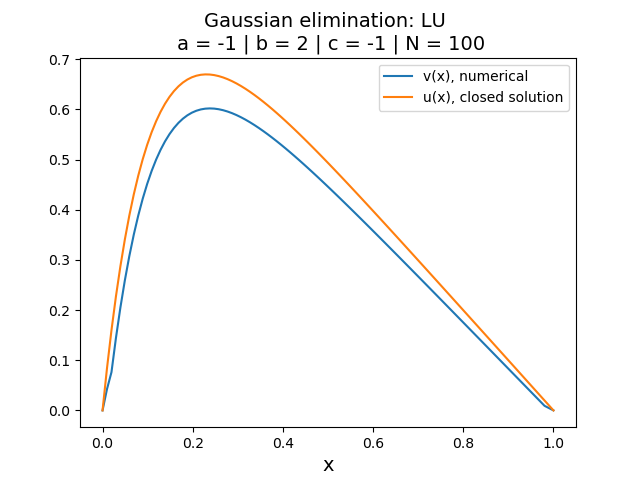 Gaussian elimination: LU
a = -1 | b = 2 | c = -1 | N = 100
v(x), numerical
u(x), closed solution
0.7
0.6
0.5
0.4
0.3
0.2
0.1
0.0
0.0 0.2 0.4 0.6 0.8 1.0
x